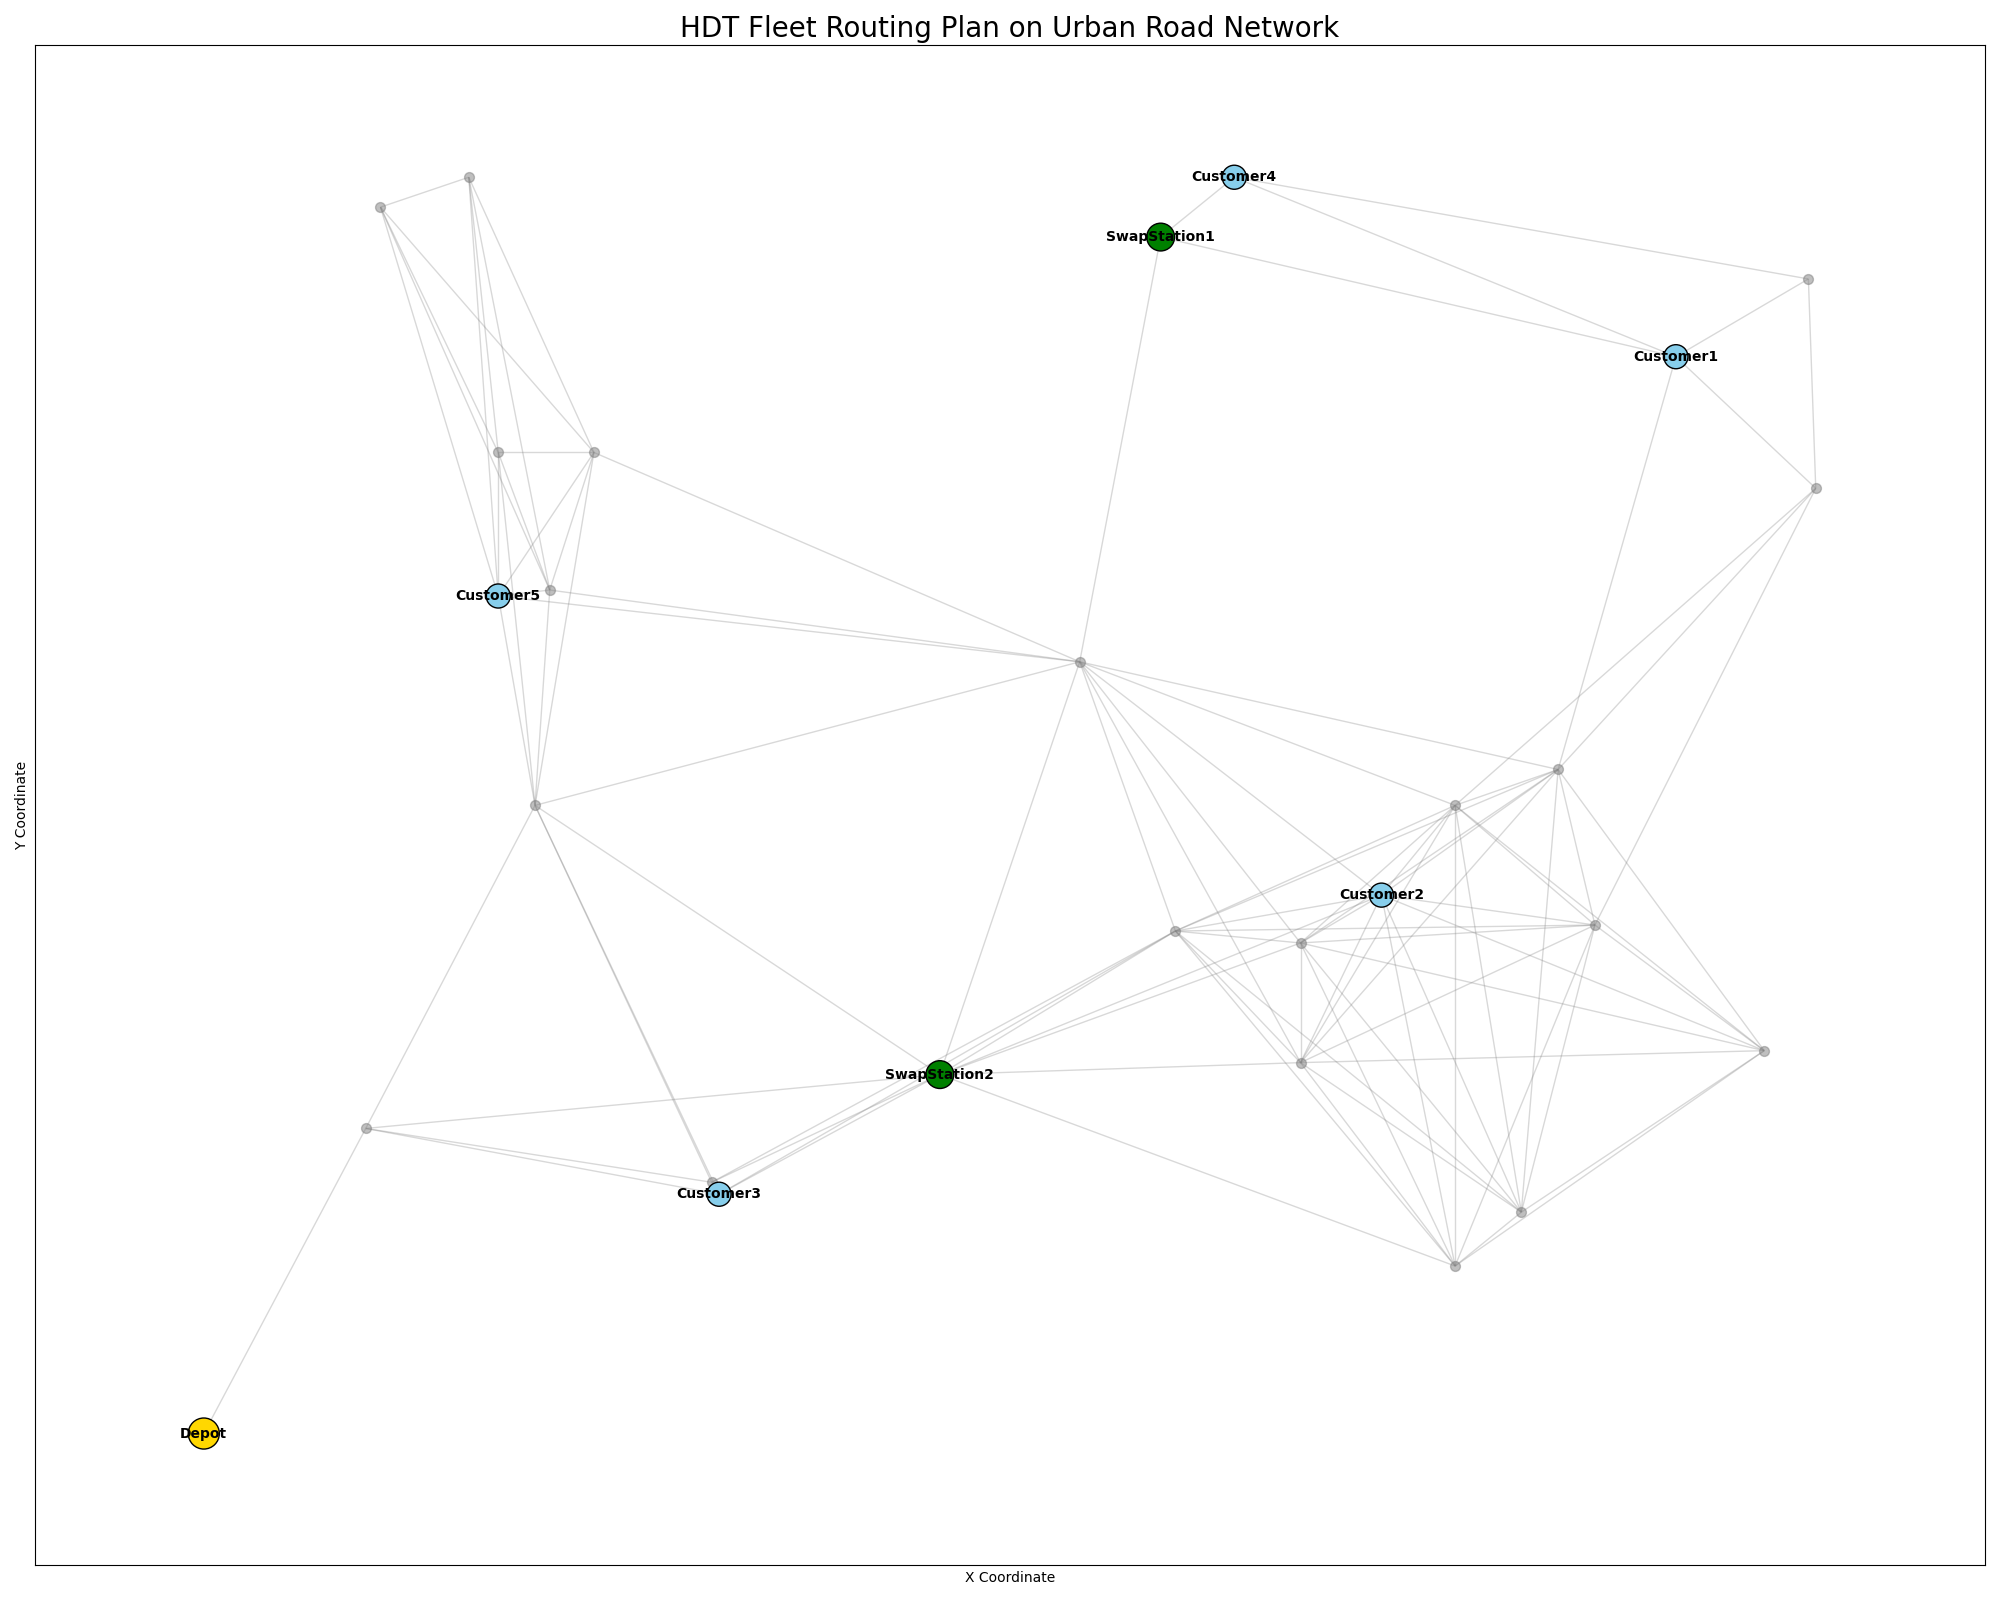 HDT Fleet Routing Plan on Urban Road Network
Customer4
SwapStation1
Customer1
Customer5
Y Coordinate
Customer2
SwapStation2
Customer3
Depot
X Coordinate